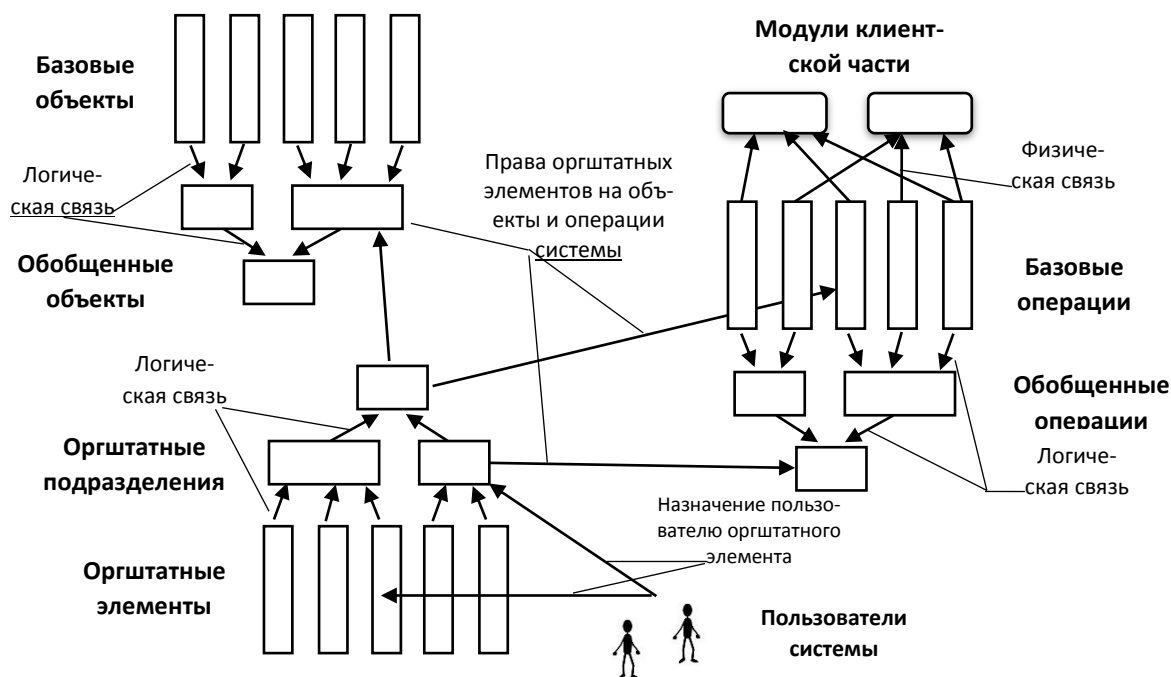 Базовые
объекты
Модули клиент-
ской части
Логиче-
ская связь
Права оргштатных
элементов на объ-
екты и операции
системы
Физиче-
ская связь
Обобщенные
объекты
Базовые
операции
Логиче-
ская связь
Обобщенные
операции
Оргштатные
подразделения
Логиче-
ская связь
Назначение пользо-
вателю оргштатного
элемента
Оргштатные
элементы
Пользователи
системы